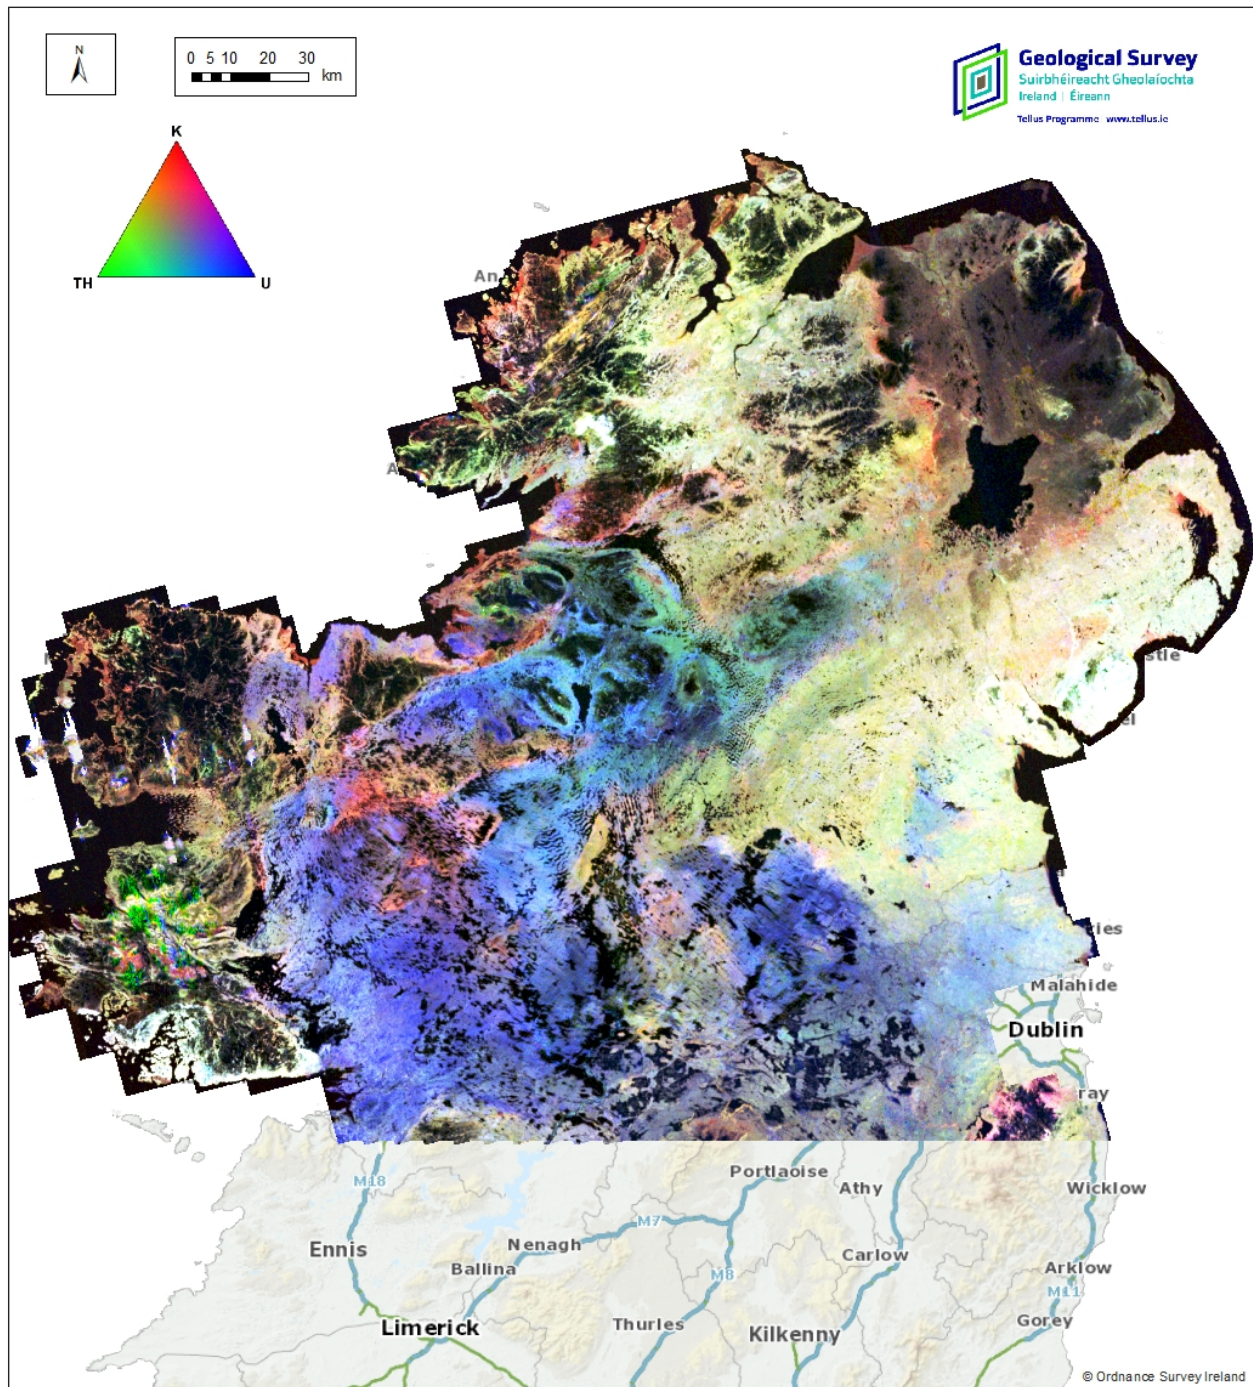 N
0 5 10 20 30
km
Geological Survey
Suirbhéireacht Gheolaíochta
Ireland | Éireann
Tellus Programme www.tellus.ie
K
TH
U
An
A
stle
el
ries
Malahide
Dublin
ray
Portlaoise
M18
Athy
Wicklow
M7
Ennis
Nenagh
Carlow
Ballina
M8
Arklow
M11
Limerick
Thurles
Kilkenny
Gorey
© Ordnance Survey Ireland